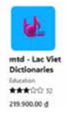 mtd - Lac Viet
Dictionaries
Education
★★★☆☆ 32
219.900.00 ₫